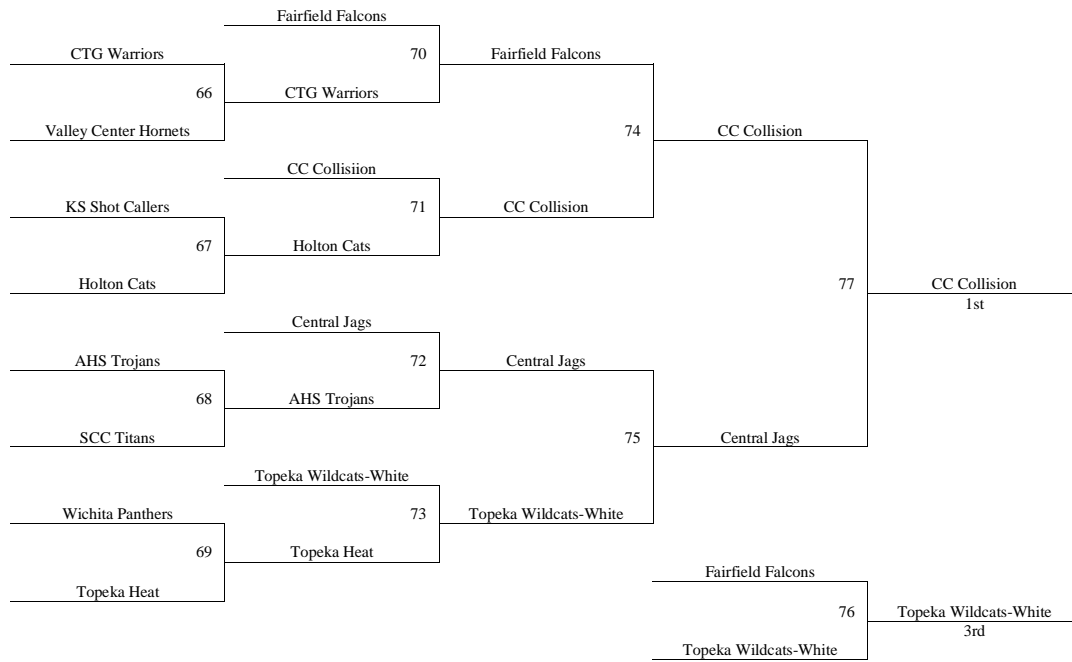 Fairfield Falcons
CTG Warriors
70
Fairfield Falcons
66
CTG Warriors
Valley Center Hornets
74
CC Collision
CC Collisiion
KS Shot Callers
71
CC Collision
67
Holton Cats
Holton Cats
77
CC Collision
1st
Central Jags
AHS Trojans
72
Central Jags
68
AHS Trojans
SCC Titans
75
Central Jags
Topeka Wildcats-White
Wichita Panthers
73
Topeka Wildcats-White
69
Topeka Heat
Topeka Heat
Fairfield Falcons
76
Topeka Wildcats-White
3rd
Topeka Wildcats-White